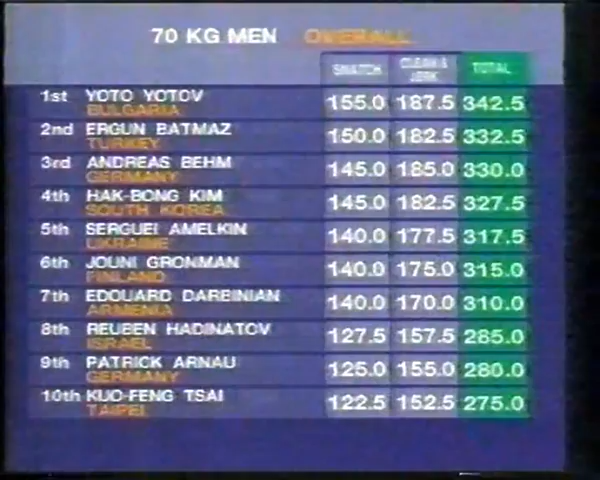 70 KG MEN OVERALL
SNATCH CLEAN & JERK TOTAL
1st YOTO YOTOV 155.0 187.5 342.5
BULGARIA
2nd ERGUN BATMAZ 150.0 182.5 332.5
TURKEY
3rd ANDREAS BEHM 145.0 185.0 330.0
GERMANY
4th HAK-BONG KIM 145.0 182.5 327.5
SOUTH KOREA
5th SERGUEI AMELKIN 140.0 177.5 317.5
UKRAINE
6th JOUNI GRONMAN 140.0 175.0 315.0
FINLAND
7th EDOUARD DARBINIAN 140.0 170.0 310.0
ARMENIA
8th REUBEN HADINATOV 127.5 157.5 285.0
ISRAEL
9th PATRICK ARNAU 125.0 155.0 280.0
GERMANY
10th KUO-FENG TSAI 122.5 152.5 275.0
TAIPEI